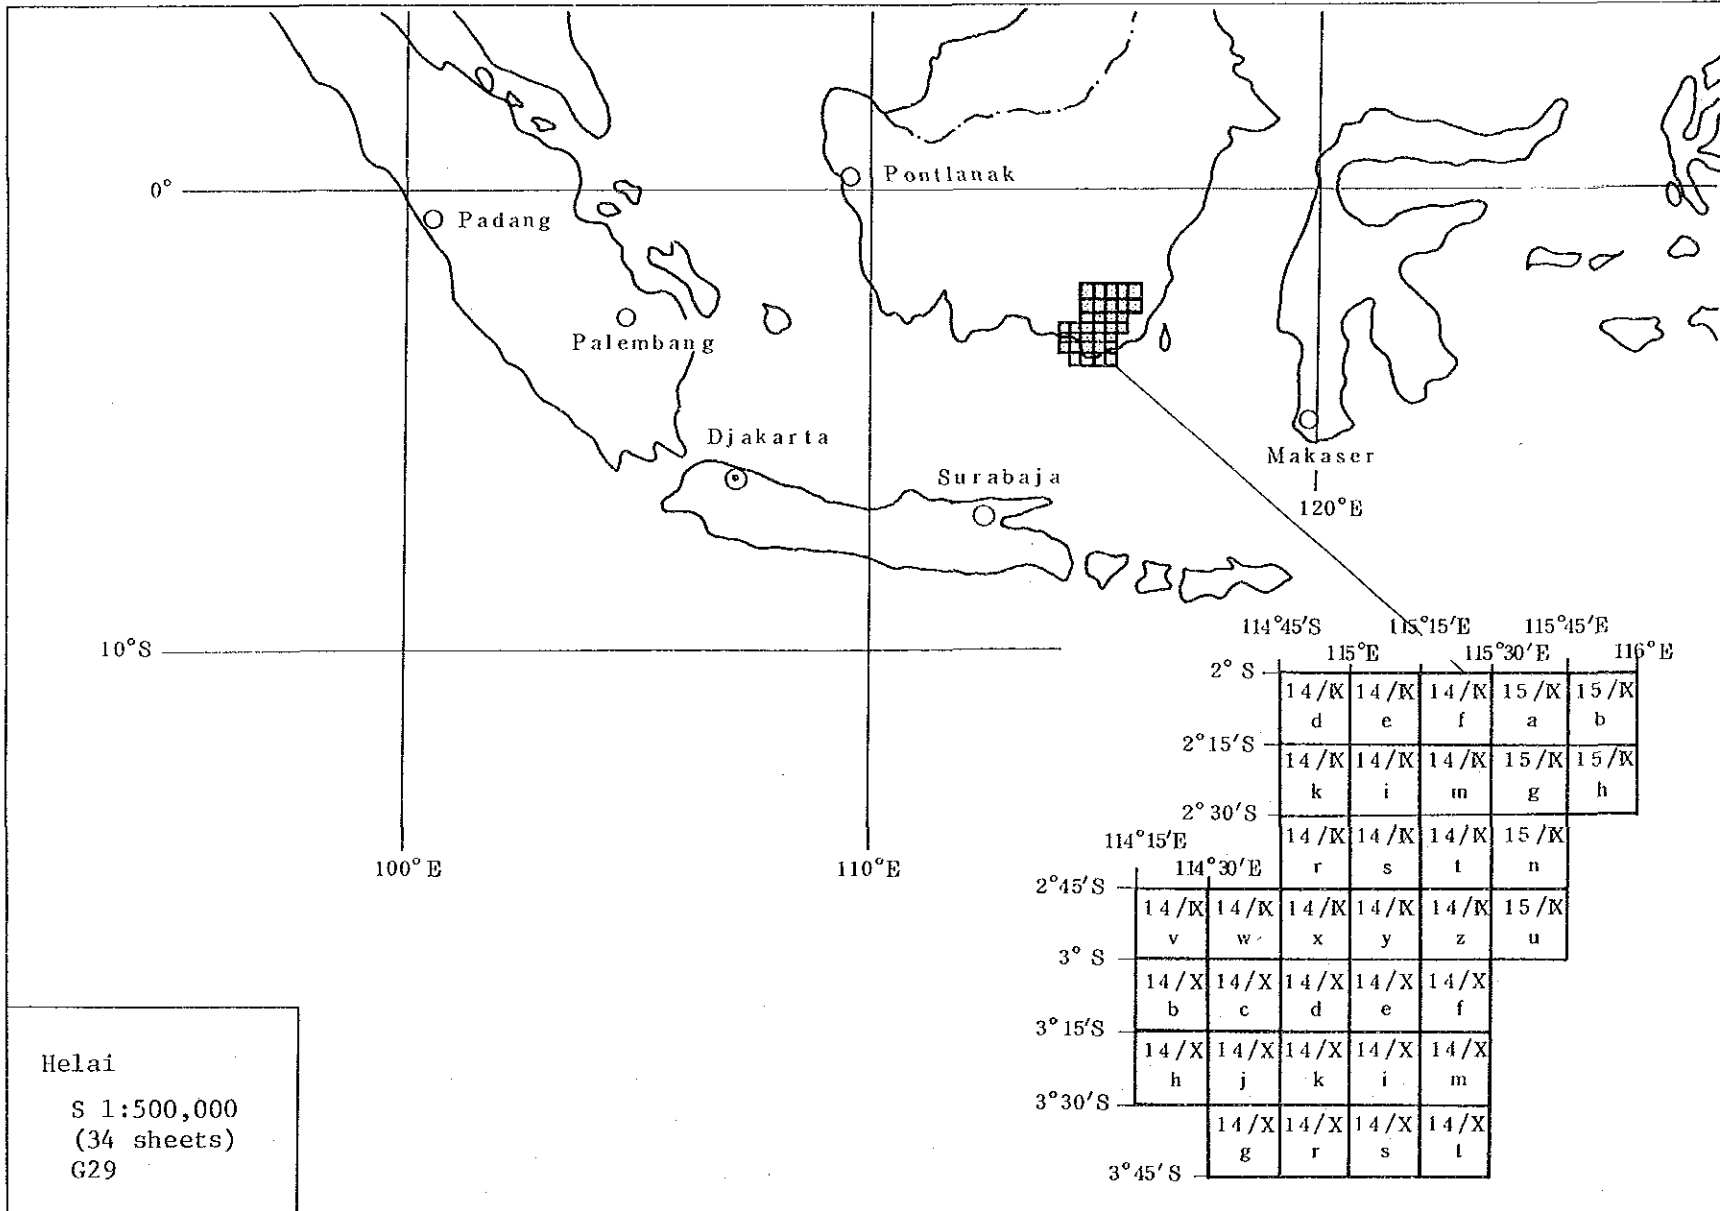 0°
Pontlanak
Padang
Palembang
Djakarta
Surabaja
Makaser
120°E
10°S
100°E
110°E
114°45'S 115°15'E 115°45'E
115°E 115°30'E 116°E
2° S
14/IX 14/IX 14/IX 15/IX 15/IX
d e f a b
2°15'S
14/IX 14/IX 14/IX 15/IX 15/IX
k i m g h
2°30'S
14/IX 14/IX 14/IX 15/IX
r s t n
114°15'E
114°30'E
2°45'S
14/IX 14/IX 14/IX 14/IX 14/IX 15/IX
v w x y z u
3° S
14/X 14/X 14/X 14/X 14/X
b c d e f
3°15'S
14/X 14/X 14/X 14/X 14/X
h j k i m
3°30'S
14/X 14/X 14/X 14/X
g r s t
3°45'S
Helai
S 1:500,000
(34 sheets)
G29